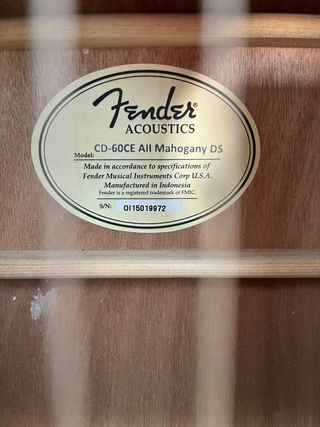 Fender®
ACOUSTICS
Model: CD-60CE All Mahogany DS
Made in accordance to specifications of
Fender Musical Instruments Corp U.S.A.
Manufactured in Indonesia
Fender is a registered trademark of FMIC.
S/N: OI15019972